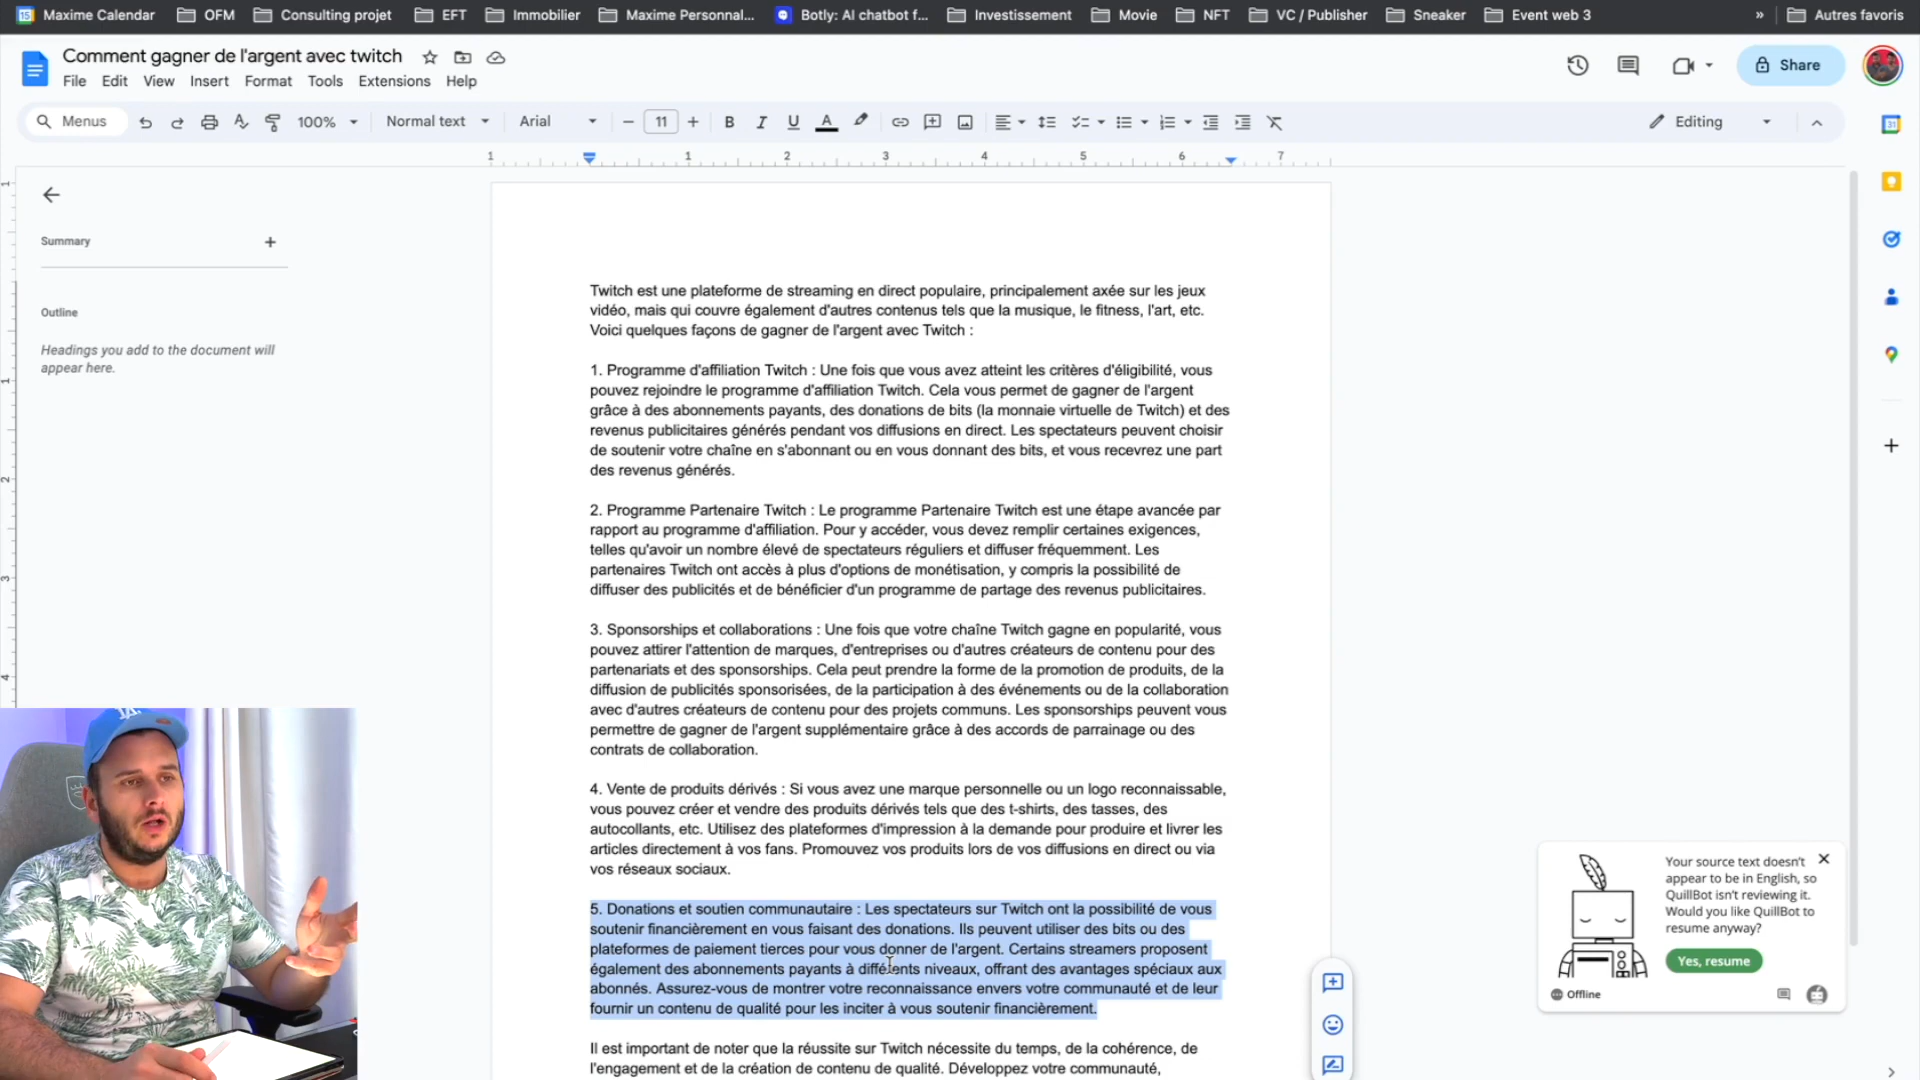 Maxime Calendar OFM Consulting projet EFT Immobilier Maxime Personnal... Botly: AI chatbot f... Investissement Movie NFT VC / Publisher Sneaker Event web 3 » Autres favoris
Comment gagner de l'argent avec twitch
Share
File Edit View Insert Format Tools Extensions Help
Menus 100% Normal text Arial 11 B I U A Editing
1 1 2 3 4 5 6 7
Summary
Outline
Headings you add to the document will
appear here.
Twitch est une plateforme de streaming en direct populaire, principalement axée sur les jeux
vidéo, mais qui couvre également d'autres contenus tels que la musique, le fitness, l'art, etc.
Voici quelques façons de gagner de l'argent avec Twitch :
1. Programme d'affiliation Twitch : Une fois que vous avez atteint les critères d'éligibilité, vous
pouvez rejoindre le programme d'affiliation Twitch. Cela vous permet de gagner de l'argent
grâce à des abonnements payants, des donations de bits (la monnaie virtuelle de Twitch) et des
revenus publicitaires générés pendant vos diffusions en direct. Les spectateurs peuvent choisir
de soutenir votre chaîne en s'abonnant ou en vous donnant des bits, et vous recevrez une part
des revenus générés.
2. Programme Partenaire Twitch : Le programme Partenaire Twitch est une étape avancée par
rapport au programme d'affiliation. Pour y accéder, vous devez remplir certaines exigences,
telles qu'avoir un nombre élevé de spectateurs réguliers et diffuser fréquemment. Les
partenaires Twitch ont accès à plus d'options de monétisation, y compris la possibilité de
diffuser des publicités et de bénéficier d'un programme de partage des revenus publicitaires.
3. Sponsorships et collaborations : Une fois que votre chaîne Twitch gagne en popularité, vous
pouvez attirer l'attention de marques, d'entreprises ou d'autres créateurs de contenu pour des
partenariats et des sponsorships. Cela peut prendre la forme de la promotion de produits, de la
diffusion de publicités sponsorisées, de la participation à des événements ou de la collaboration
avec d'autres créateurs de contenu pour des projets communs. Les sponsorships peuvent vous
permettre de gagner de l'argent supplémentaire grâce à des accords de parrainage ou des
contrats de collaboration.
4. Vente de produits dérivés : Si vous avez une marque personnelle ou un logo reconnaissable,
vous pouvez créer et vendre des produits dérivés tels que des t-shirts, des tasses, des
autocollants, etc. Utilisez des plateformes d'impression à la demande pour produire et livrer les
articles directement à vos fans. Promouvez vos produits lors de vos diffusions en direct ou via
vos réseaux sociaux.
5. Donations et soutien communautaire : Les spectateurs sur Twitch ont la possibilité de vous
soutenir financièrement en vous faisant des donations. Ils peuvent utiliser des bits ou des
plateformes de paiement tierces pour vous donner de l'argent. Certains streamers proposent
également des abonnements payants à différents niveaux, offrant des avantages spéciaux aux
abonnés. Assurez-vous de montrer votre reconnaissance envers votre communauté et de leur
fournir un contenu de qualité pour les inciter à vous soutenir financièrement.
Il est important de noter que la réussite sur Twitch nécessite du temps, de la cohérence, de
l'engagement et de la création de contenu de qualité. Développez votre communauté,
Your source text doesn't
appear to be in English, so
QuillBot isn't reviewing it.
Would you like QuillBot to
resume anyway?
Yes, resume
Offline